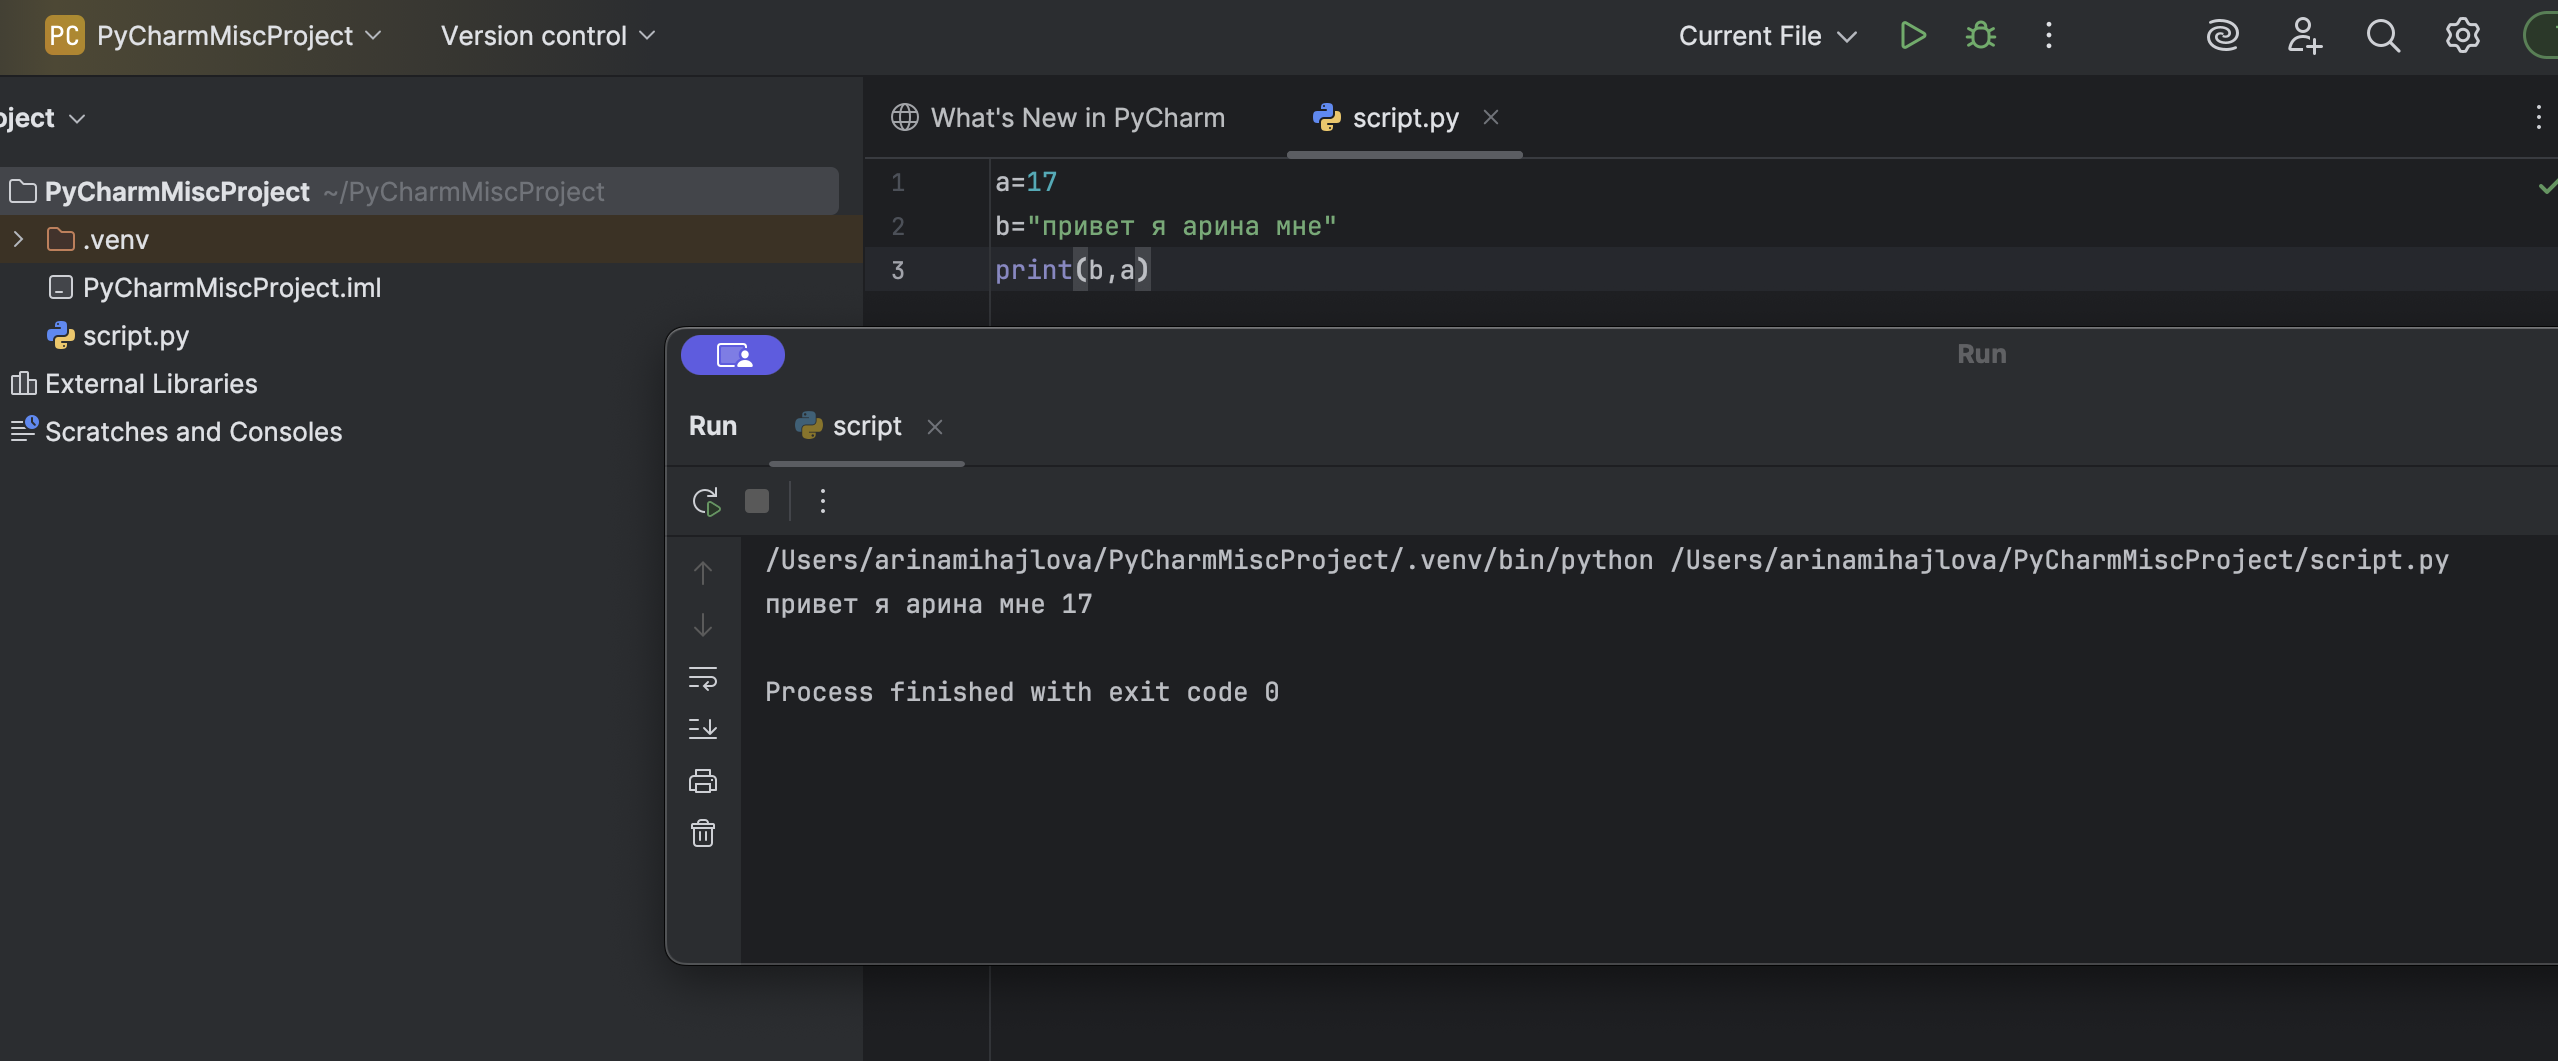 PC PyCharmMiscProject Version control Current File
oject
PyCharmMiscProject ~/PyCharmMiscProject
.venv
PyCharmMiscProject.iml
script.py
External Libraries
Scratches and Consoles
What's New in PyCharm script.py
1 a=17
2 b="привет я арина мне"
3 print(b,a)
Run
Run script
/Users/arinamihajlova/PyCharmMiscProject/.venv/bin/python /Users/arinamihajlova/PyCharmMiscProject/script.py
привет я арина мне 17
Process finished with exit code 0